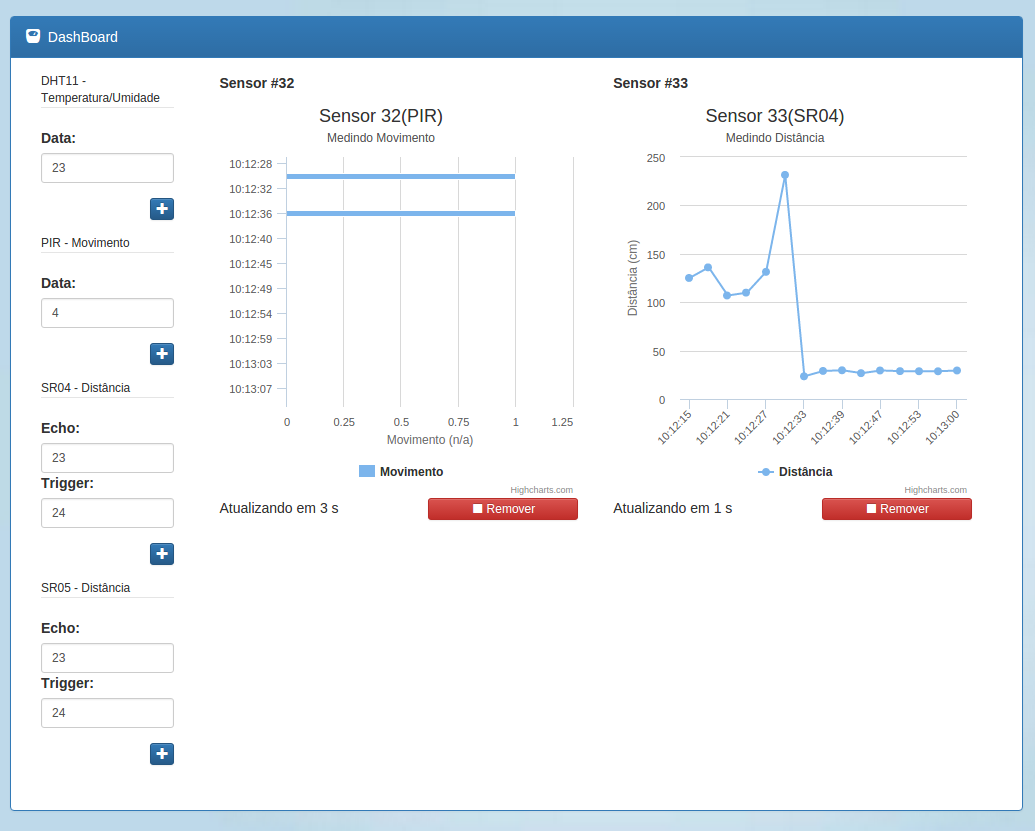 DashBoard
DHT11 -
Temperatura/Umidade
Data:
23
PIR - Movimento
Data:
4
SR04 - Distância
Echo:
23
Trigger:
24
SR05 - Distância
Echo:
23
Trigger:
24
Sensor #32
Sensor 32(PIR)
Medindo Movimento
10:12:28
10:12:32
10:12:36
10:12:40
10:12:45
10:12:49
10:12:54
10:12:59
10:13:03
10:13:07
0 0.25 0.5 0.75 1 1.25
Movimento (n/a)
Movimento
Highcharts.com
Atualizando em 3 s
Remover
Sensor #33
Sensor 33(SR04)
Medindo Distância
Distância (cm)
250
200
150
100
50
0
10:12:15 10:12:21 10:12:27 10:12:33 10:12:39 10:12:47 10:12:53 10:13:00
Distância
Highcharts.com
Atualizando em 1 s
Remover